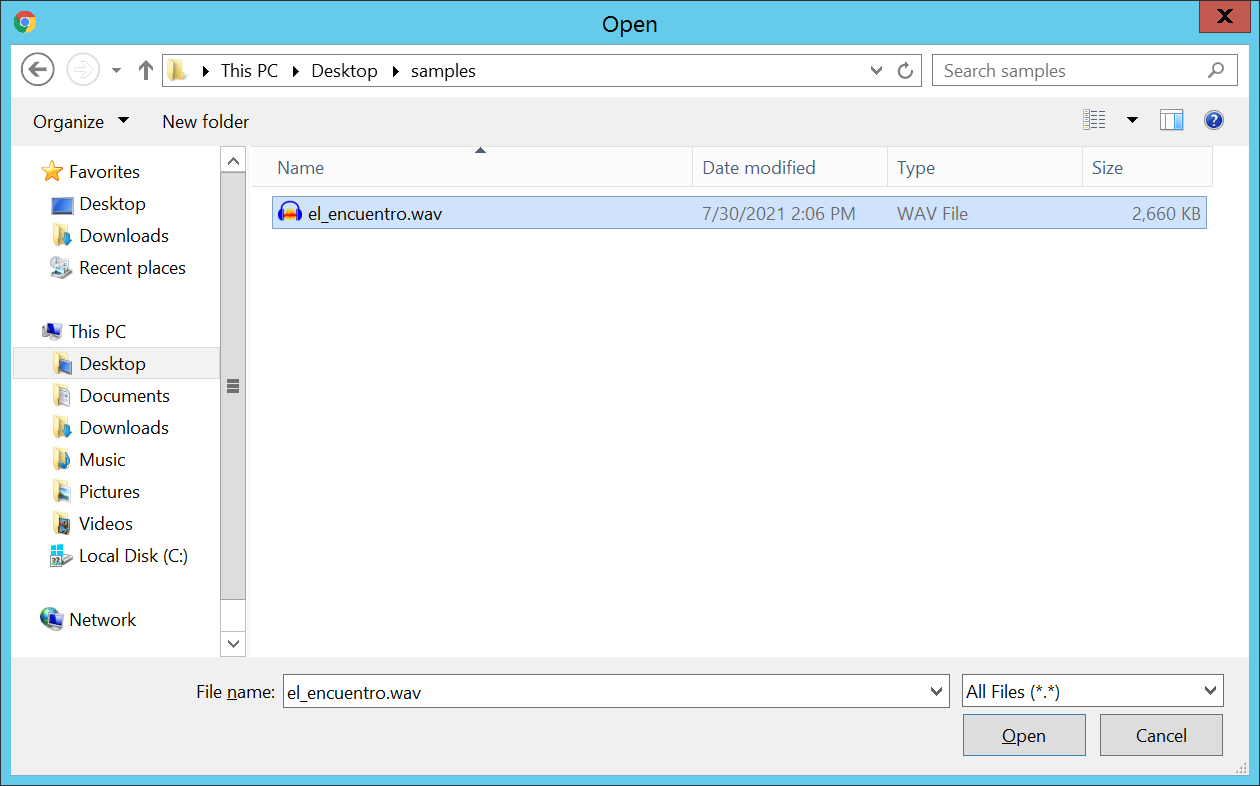 Open
This PC Desktop samples
Search samples
Organize New folder
Name Date modified Type Size
el_encuentro.wav 7/30/2021 2:06 PM WAV File 2,660 KB
Favorites
Desktop
Downloads
Recent places
This PC
Desktop
Documents
Downloads
Music
Pictures
Videos
Local Disk (C:)
Network
File name: el_encuentro.wav All Files (*.*)
Open Cancel